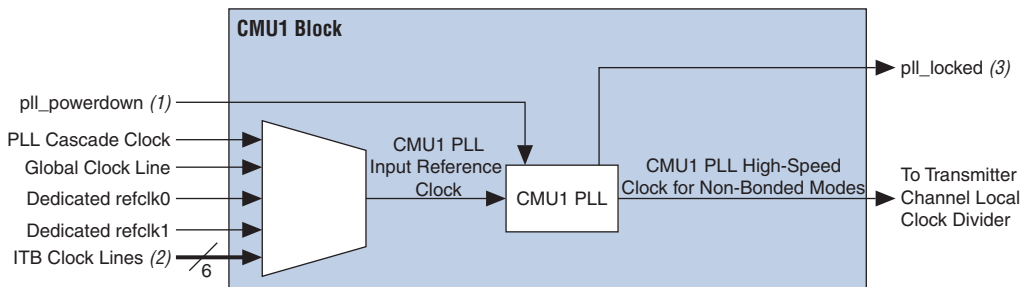 CMU1 Block
pll_powerdown (1)
PLL Cascade Clock
Global Clock Line
Dedicated refclk0
Dedicated refclk1
ITB Clock Lines (2)
6
CMU1 PLL
Input Reference
Clock
CMU1 PLL
CMU1 PLL High-Speed
Clock for Non-Bonded Modes
pll_locked (3)
To Transmitter
Channel Local
Clock Divider